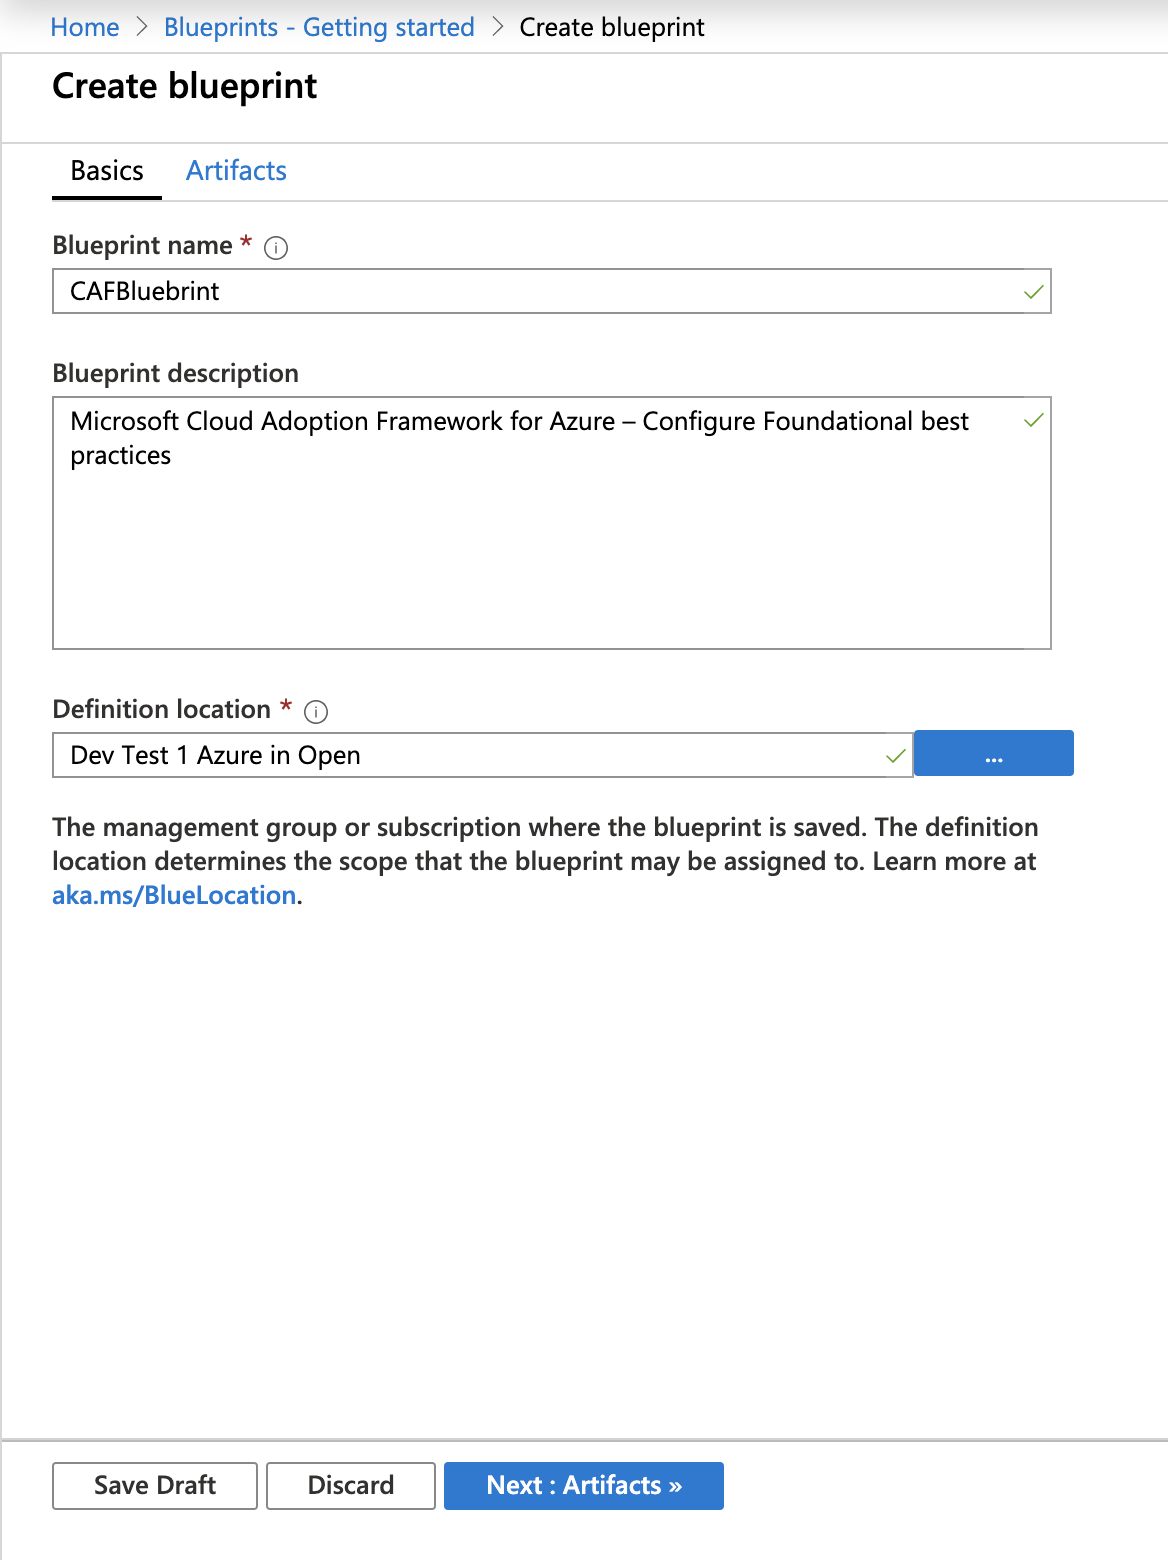 Home > Blueprints - Getting started > Create blueprint
Create blueprint
Basics Artifacts
Blueprint name *
CAFBluebrint
Blueprint description
Microsoft Cloud Adoption Framework for Azure – Configure Foundational best
practices
Definition location *
Dev Test 1 Azure in Open
...
The management group or subscription where the blueprint is saved. The definition
location determines the scope that the blueprint may be assigned to. Learn more at
aka.ms/BlueLocation.
Save Draft Discard Next : Artifacts »